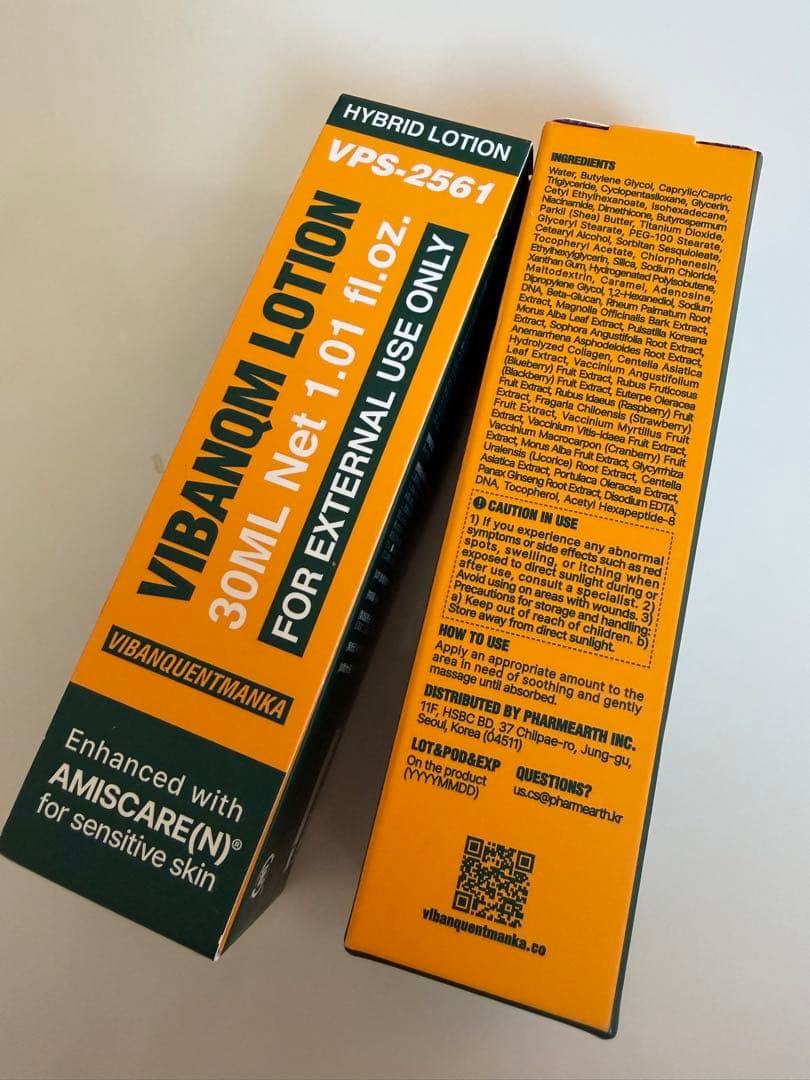 HYBRID LOTION
VPS-2561
VIBANQM LOTION
30ML Net 1.01 fl.oz.
FOR EXTERNAL USE ONLY
VIBANQUENTMANKA
Enhanced with
AMISCARE(N)®
for sensitive skin
INGREDIENTS
Water, Butylene Glycol, Caprylic/Capric
Triglyceride, Cyclopentasiloxane, Glycerin,
Cetyl Ethylhexanoate, Isohexadecane,
Niacinamide, Dimethicone, Butyrospermum
Parkii (Shea) Butter, Titanium Dioxide,
Glyceryl Stearate, PEG-100 Stearate,
Cetearyl Alcohol, Sorbitan Sesquioleate,
Tocopheryl Acetate, Chlorphenesin,
Ethylhexylglycerin, Silica, Sodium Chloride,
Xanthan Gum, Hydrogenated Polyisobutene,
Maltodextrin, Caramel, Adenosine,
Dipropylene Glycol, 1,2-Hexanediol, Sodium
DNA, Beta-Glucan, Rheum Palmatum Root
Extract, Magnolia Officinalis Bark Extract,
Morus Alba Leaf Extract, Pulsatilla Koreana
Extract, Sophora Angustifolia Root Extract,
Anemarrhena Asphodeloides Root Extract,
Hydrolyzed Collagen, Centella Asiatica
Leaf Extract, Vaccinium Angustifolium
(Blueberry) Fruit Extract, Rubus Fruticosus
(Blackberry) Fruit Extract, Euterpe Oleracea
Fruit Extract, Rubus Idaeus (Raspberry) Fruit
Extract, Fragaria Chiloensis (Strawberry)
Fruit Extract, Vaccinium Myrtillus Fruit
Extract, Vaccinium Vitis-Idaea Fruit Extract,
Vaccinium Macrocarpon (Cranberry) Fruit
Extract, Morus Alba Fruit Extract, Glycyrrhiza
Uralensis (Licorice) Root Extract, Centella
Asiatica Extract, Portulaca Oleracea Extract,
Panax Ginseng Root Extract, Disodium EDTA,
DNA, Tocopherol, Acetyl Hexapeptide-8
CAUTION IN USE
1) If you experience any abnormal
symptoms or side effects such as red
spots, swelling, or itching when
exposed to direct sunlight during or
after use, consult a specialist. 2)
Avoid using on areas with wounds. 3)
Precautions for storage and handling:
a) Keep out of reach of children. b)
Store away from direct sunlight.
HOW TO USE
Apply an appropriate amount to the
area in need of soothing and gently
massage until absorbed.
DISTRIBUTED BY PHARMEARTH INC.
11F, HSBC BD, 37 Chilpae-ro, Jung-gu,
Seoul, Korea (04511)
LOT&POD&EXP
On the product
(YYYYMMDD)
QUESTIONS?
us.cs@pharmearth.kr
vibanquentmanka.co